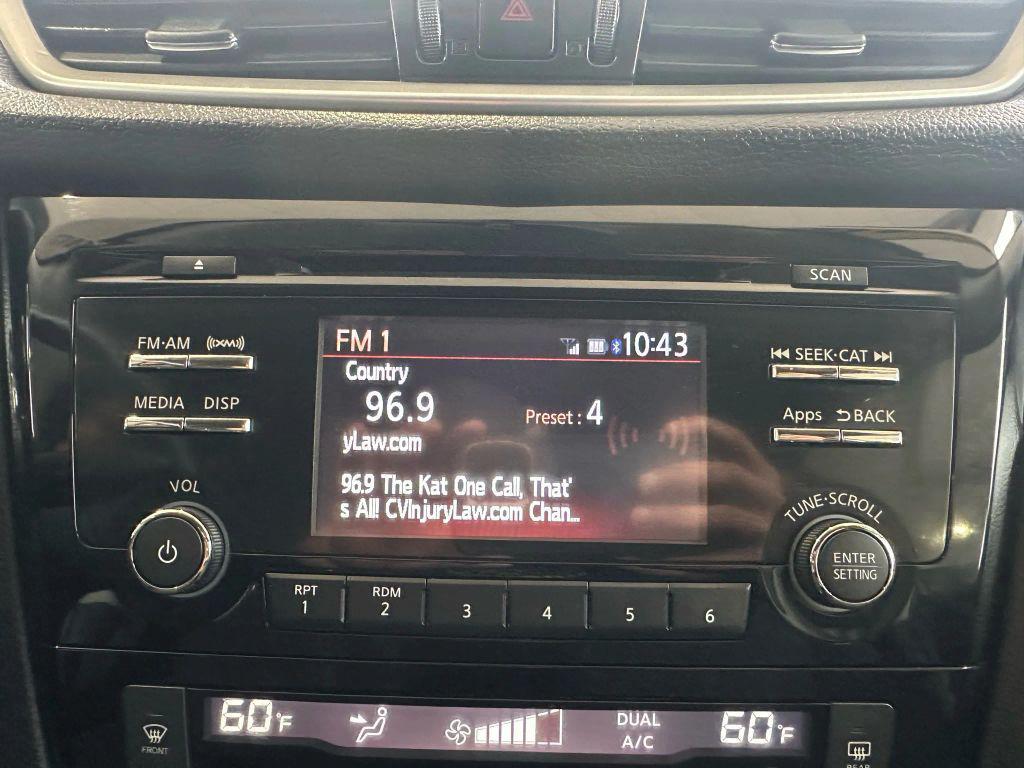 SCAN
FM·AM
SEEK·CAT
MEDIA DISP
Apps BACK
VOL
TUNE·SCROLL
FM 1 10:43
Country
96.9 Preset : 4
yLaw.com
96.9 The Kat One Call, That'
s All! CVInjuryLaw.com Chan...
ENTER
SETTING
RPT RDM
1 2 3 4 5 6
60°F DUAL 60°F
A/C
FRONT
REAR